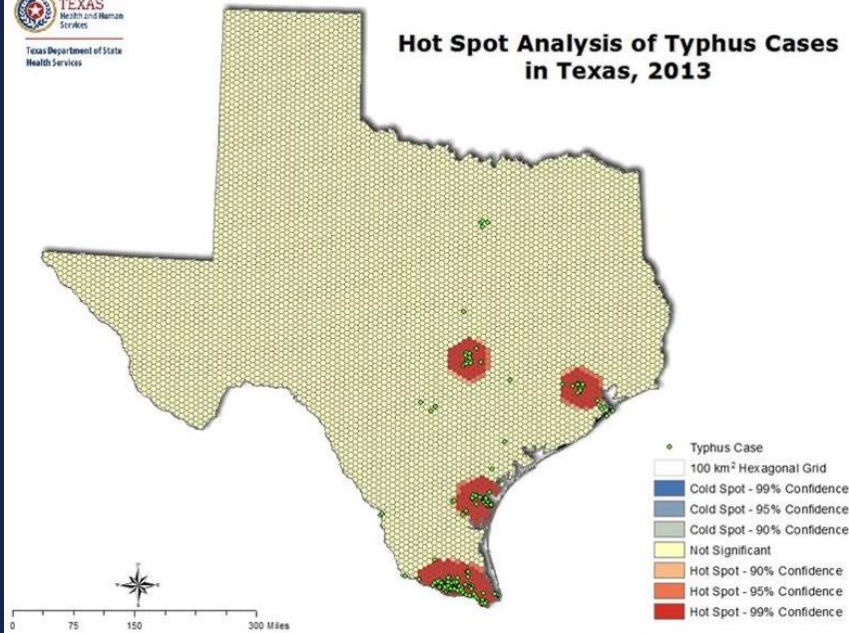 TEXAS
Health and Human
Services
Texas Department of State
Health Services
Hot Spot Analysis of Typhus Cases
in Texas, 2013
Typhus Case
100 km² Hexagonal Grid
Cold Spot - 99% Confidence
Cold Spot - 95% Confidence
Cold Spot - 90% Confidence
Not Significant
Hot Spot - 90% Confidence
Hot Spot - 95% Confidence
Hot Spot - 99% Confidence
0 75 150 300 Miles